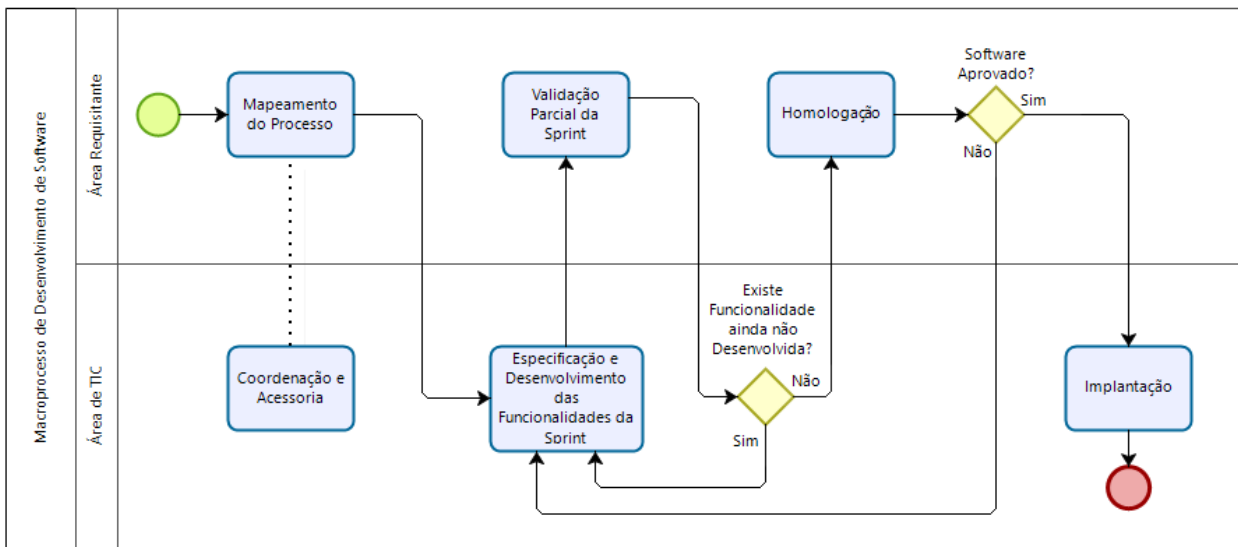 Macroprocesso de Desenvolvimento de Software
Área Requisitante
Mapeamento
do Processo
Validação
Parcial da
Sprint
Homologação
Software
Aprovado?
Sim
Não
Área de TIC
Coordenação e
Acessoria
Especificação e
Desenvolvimento
das
Funcionalidades da
Sprint
Existe
Funcionalidade
ainda não
Desenvolvida?
Não
Sim
Implantação